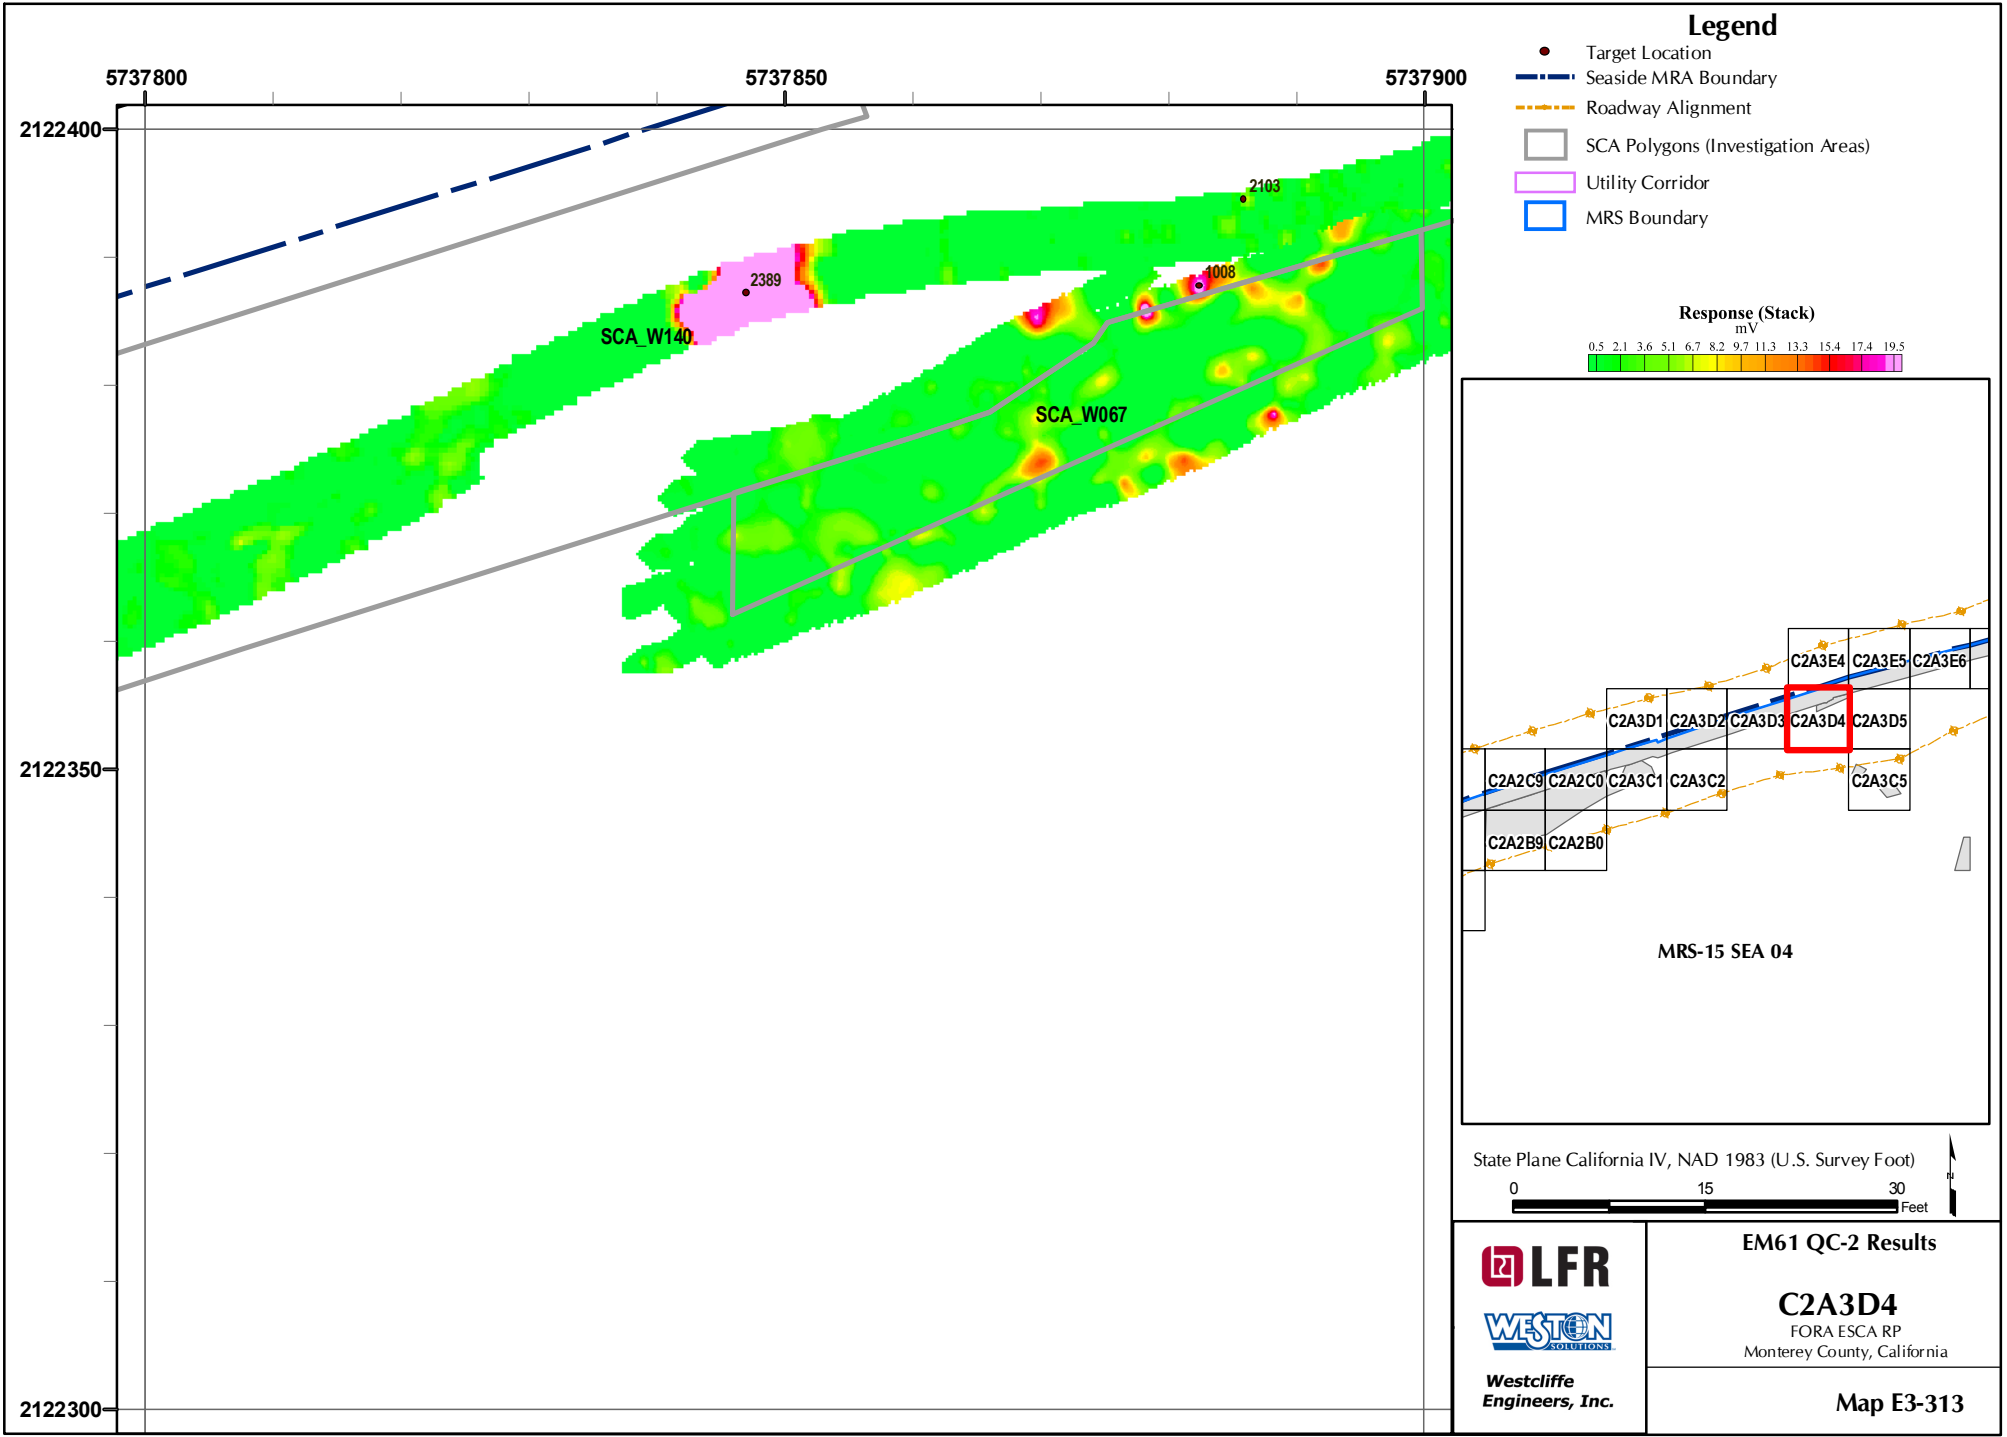 Legend
Target Location
Seaside MRA Boundary
Roadway Alignment
SCA Polygons (Investigation Areas)
Utility Corridor
MRS Boundary
5737800
5737850
5737900
2122400
2122350
2122300
2103
1008
2389
SCA_W140
SCA_W067
Response (Stack)
mV
0.5 2.1 3.6 5.1 6.7 8.2 9.7 11.3 13.3 15.4 17.4 19.5
C2A3E4 C2A3E5 C2A3E6
C2A3D1 C2A3D2 C2A3D3 C2A3D4 C2A3D5
C2A2C9 C2A2C0 C2A3C1 C2A3C2 C2A3C5
C2A2B9 C2A2B0
MRS-15 SEA 04
State Plane California IV, NAD 1983 (U.S. Survey Foot)
0 15 30
Feet
N
LFR
WESTON
SOLUTIONS
Westcliffe
Engineers, Inc.
EM61 QC-2 Results
C2A3D4
FORA ESCA RP
Monterey County, California
Map E3-313